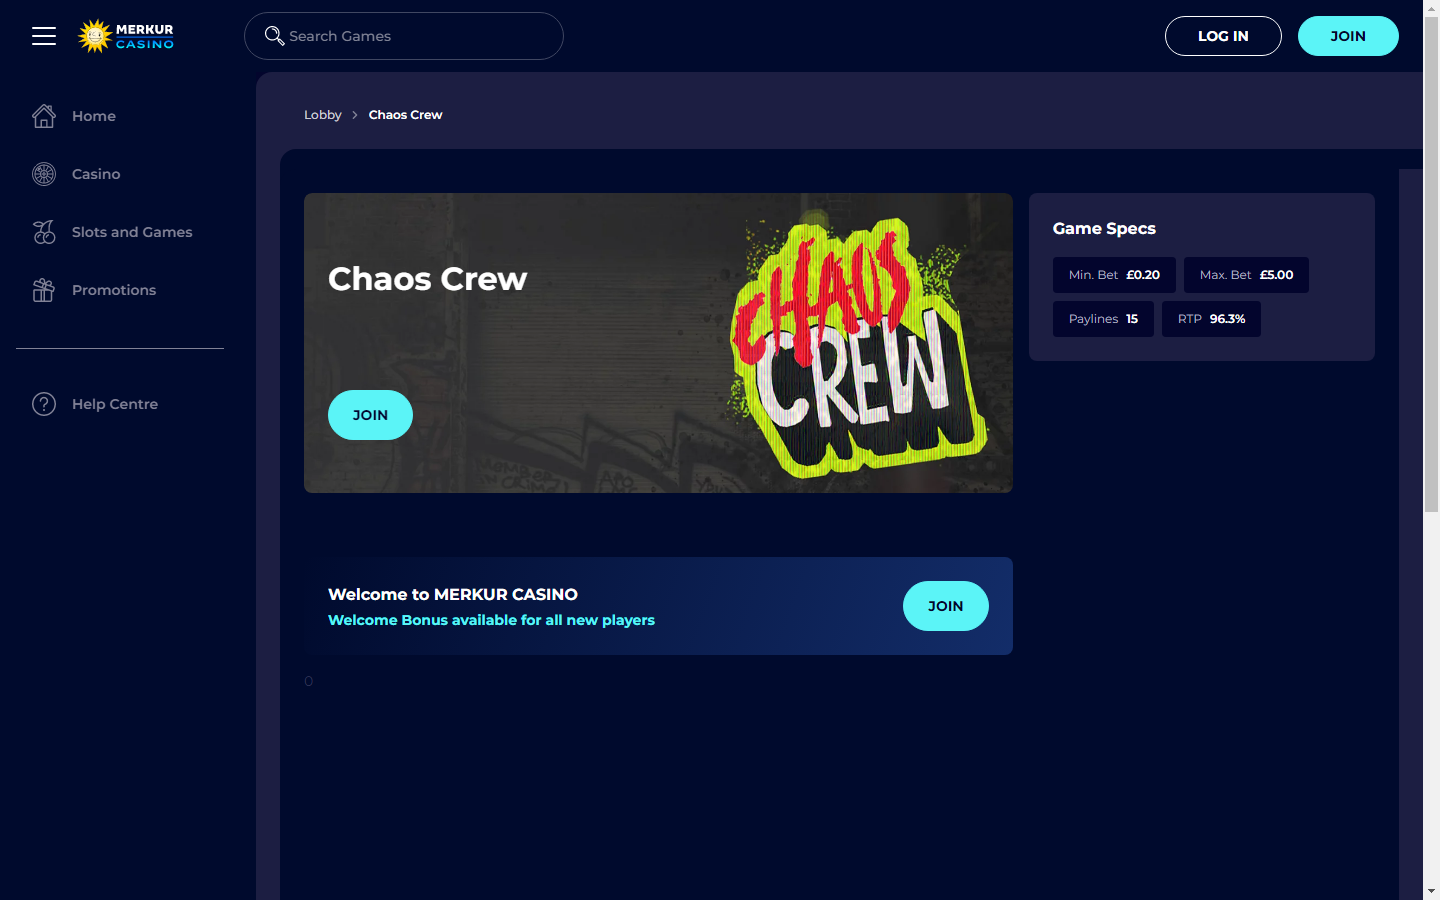 MERKUR
CASINO
Search Games
LOG IN
JOIN
Home
Casino
Slots and Games
Promotions
Help Centre
Lobby
Chaos Crew
Chaos Crew
JOIN
CHAOS
CREW
Game Specs
Min. Bet £0.20
Max. Bet £5.00
Paylines 15
RTP 96.3%
Welcome to MERKUR CASINO
Welcome Bonus available for all new players
JOIN
0